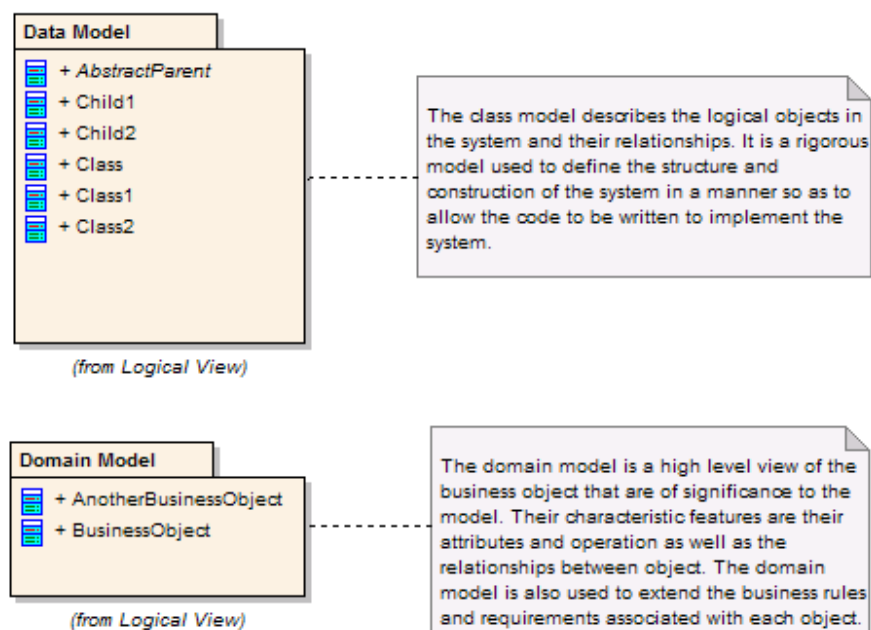 Data Model
+ AbstractParent
+ Child1
+ Child2
+ Class
+ Class1
+ Class2
(from Logical View)
The class model describes the logical objects in
the system and their relationships. It is a rigorous
model used to define the structure and
construction of the system in a manner so as to
allow the code to be written to implement the
system.
Domain Model
+ AnotherBusinessObject
+ BusinessObject
(from Logical View)
The domain model is a high level view of the
business object that are of significance to the
model. Their characteristic features are their
attributes and operation as well as the
relationships between object. The domain
model is also used to extend the business rules
and requirements associated with each object.